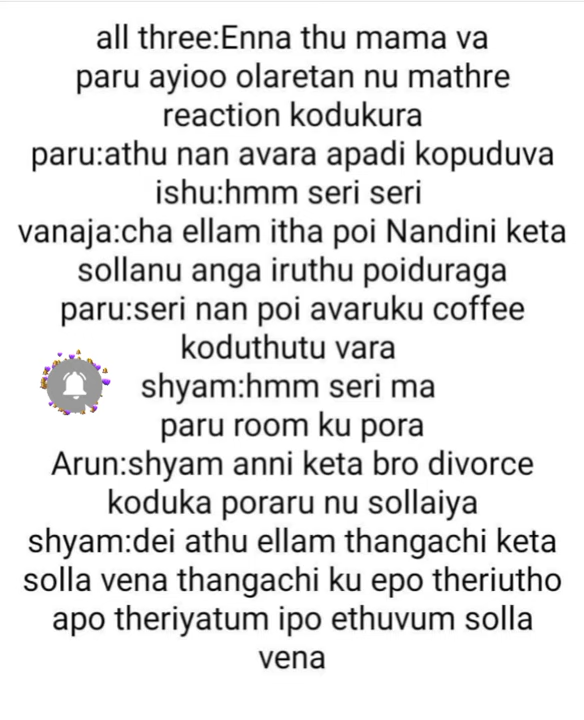 all three:Enna thu mama va
paru ayioo olaretan nu mathre
reaction kodukura
paru:athu nan avara apadi kopuduva
ishu:hmm seri seri
vanaja:cha ellam itha poi Nandini keta
sollanu anga iruthu poiduraga
paru:seri nan poi avaruku coffee
koduthutu vara
shyam:hmm seri ma
paru room ku pora
Arun:shyam anni keta bro divorce
koduka poraru nu sollaiya
shyam:dei athu ellam thangachi keta
solla vena thangachi ku epo theriutho
apo theriyatum ipo ethuvum solla
vena